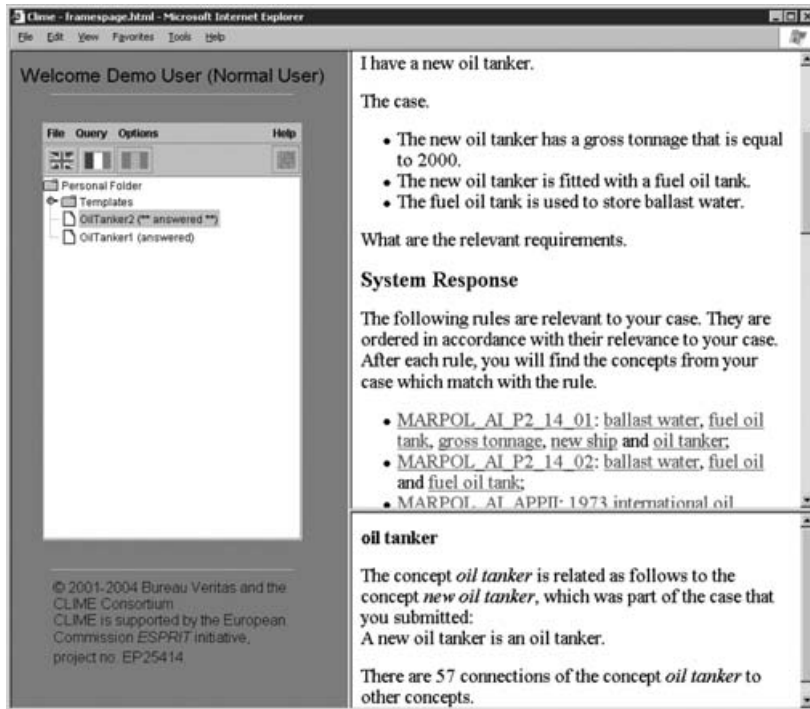 Clime - framespage.html - Microsoft Internet Explorer
File Edit View Favorites Tools Help
Welcome Demo User (Normal User)
File Query Options Help
Personal Folder
Templates
OilTanker2 (** answered **)
OilTanker1 (answered)
© 2001-2004 Bureau Veritas and the
CLIME Consortium
CLIME is supported by the European
Commission ESPRIT initiative,
project no. EP25414
I have a new oil tanker.
The case.
• The new oil tanker has a gross tonnage that is equal
to 2000.
• The new oil tanker is fitted with a fuel oil tank.
• The fuel oil tank is used to store ballast water.
What are the relevant requirements.
System Response
The following rules are relevant to your case. They are
ordered in accordance with their relevance to your case.
After each rule, you will find the concepts from your
case which match with the rule.
• MARPOL_AI_P2_14_01: ballast water, fuel oil
tank, gross tonnage, new ship and oil tanker;
• MARPOL_AI_P2_14_02: ballast water, fuel oil
and fuel oil tank;
• MARPOL_AI_APPII: 1973 international oil
oil tanker
The concept oil tanker is related as follows to the
concept new oil tanker, which was part of the case that
you submitted:
A new oil tanker is an oil tanker.
There are 57 connections of the concept oil tanker to
other concepts.